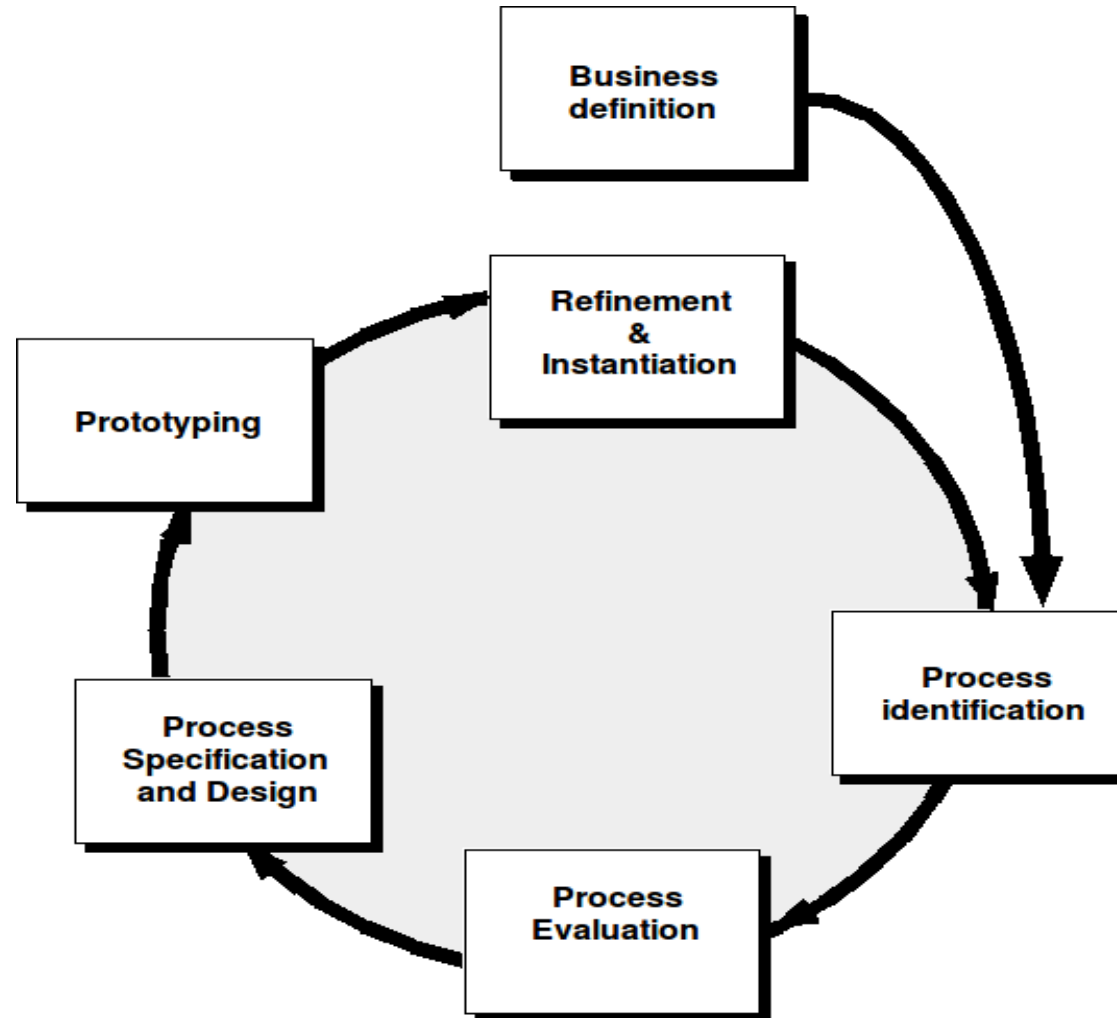 Business
definition
Refinement
&
Instantiation
Prototyping
Process
identification
Process
Specification
and Design
Process
Evaluation